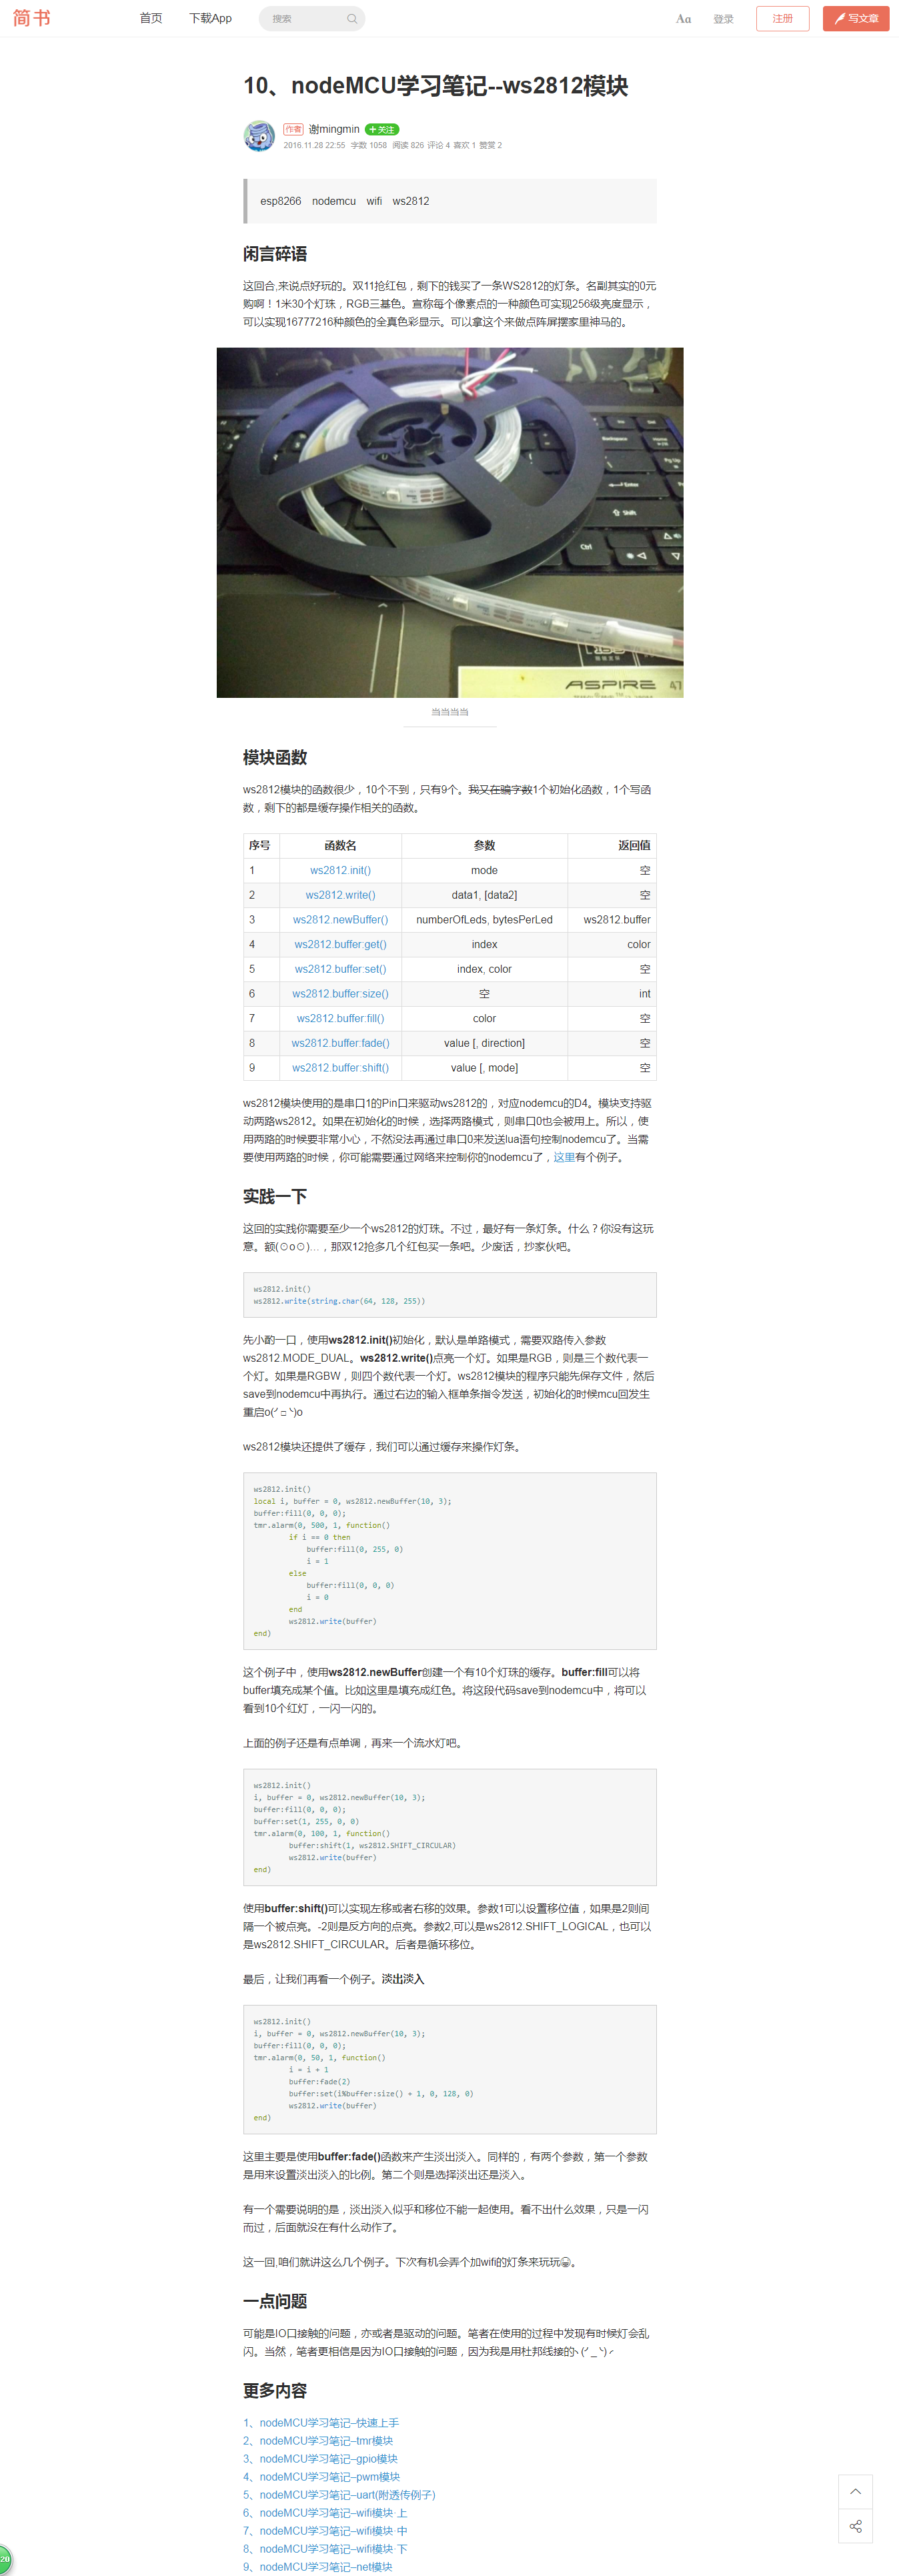 简书 首页 下载App 搜索 Aa 登录 注册 写文章
10、nodeMCU学习笔记--ws2812模块
作者 谢mingmin +关注
2016.11.28 22:55 字数 1058 阅读 826 评论 4 喜欢 1 赞赏 2
esp8266 nodemcu wifi ws2812
闲言碎语
这回合,来说点好玩的。双11抢红包，剩下的钱买了一条WS2812的灯条。名副其实的0元
购啊！1米30个灯珠，RGB三基色。宣称每个像素点的一种颜色可实现256级亮度显示，
可以实现16777216种颜色的全真色彩显示。可以拿这个来做点阵屏摆家里神马的。
Backspace
Enter
Shift
Ctrl
ASPIRE 47
当当当当
模块函数
ws2812模块的函数很少，10个不到，只有9个。我又在骗字数1个初始化函数，1个写函
数，剩下的都是缓存操作相关的函数。
序号 函数名 参数 返回值
1 ws2812.init() mode 空
2 ws2812.write() data1, [data2] 空
3 ws2812.newBuffer() numberOfLeds, bytesPerLed ws2812.buffer
4 ws2812.buffer:get() index color
5 ws2812.buffer:set() index, color 空
6 ws2812.buffer:size() 空 int
7 ws2812.buffer:fill() color 空
8 ws2812.buffer:fade() value [, direction] 空
9 ws2812.buffer:shift() value [, mode] 空
ws2812模块使用的是串口1的Pin口来驱动ws2812的，对应nodemcu的D4。模块支持驱
动两路ws2812。如果在初始化的时候，选择两路模式，则串口0也会被用上。所以，使
用两路的时候要非常小心，不然没法再通过串口0来发送lua语句控制nodemcu了。当需
要使用两路的时候，你可能需要通过网络来控制你的nodemcu了，这里有个例子。
实践一下
这回的实践你需要至少一个ws2812的灯珠。不过，最好有一条灯条。什么？你没有这玩
意。额(⊙o⊙)…，那双12抢多几个红包买一条吧。少废话，抄家伙吧。
ws2812.init()
ws2812.write(string.char(64, 128, 255))
先小酌一口，使用ws2812.init()初始化，默认是单路模式，需要双路传入参数
ws2812.MODE_DUAL。ws2812.write()点亮一个灯。如果是RGB，则是三个数代表一
个灯。如果是RGBW，则四个数代表一个灯。ws2812模块的程序只能先保存文件，然后
save到nodemcu中再执行。通过右边的输入框单条指令发送，初始化的时候mcu回发生
重启o(╯□╰)o
ws2812模块还提供了缓存，我们可以通过缓存来操作灯条。
ws2812.init()
local i, buffer = 0, ws2812.newBuffer(10, 3);
buffer:fill(0, 0, 0);
tmr.alarm(0, 500, 1, function()
if i == 0 then
buffer:fill(0, 255, 0)
i = 1
else
buffer:fill(0, 0, 0)
i = 0
end
ws2812.write(buffer)
end)
这个例子中，使用ws2812.newBuffer创建一个有10个灯珠的缓存。buffer:fill可以将
buffer填充成某个值。比如这里是填充成红色。将这段代码save到nodemcu中，将可以
看到10个红灯，一闪一闪的。
上面的例子还是有点单调，再来一个流水灯吧。
ws2812.init()
i, buffer = 0, ws2812.newBuffer(10, 3);
buffer:fill(0, 0, 0);
buffer:set(1, 255, 0, 0)
tmr.alarm(0, 100, 1, function()
buffer:shift(1, ws2812.SHIFT_CIRCULAR)
ws2812.write(buffer)
end)
使用buffer:shift()可以实现左移或者右移的效果。参数1可以设置移位值，如果是2则间
隔一个被点亮。-2则是反方向的点亮。参数2,可以是ws2812.SHIFT_LOGICAL，也可以
是ws2812.SHIFT_CIRCULAR。后者是循环移位。
最后，让我们再看一个例子。淡出淡入
ws2812.init()
i, buffer = 0, ws2812.newBuffer(10, 3);
buffer:fill(0, 0, 0);
tmr.alarm(0, 50, 1, function()
i = i + 1
buffer:fade(2)
buffer:set(i%buffer:size() + 1, 0, 128, 0)
ws2812.write(buffer)
end)
这里主要是使用buffer:fade()函数来产生淡出淡入。同样的，有两个参数，第一个参数
是用来设置淡出淡入的比例。第二个则是选择淡出还是淡入。
有一个需要说明的是，淡出淡入似乎和移位不能一起使用。看不出什么效果，只是一闪
而过，后面就没在有什么动作了。
这一回,咱们就讲这么几个例子。下次有机会弄个加wifi的灯条来玩玩😀。
一点问题
可能是IO口接触的问题，亦或者是驱动的问题。笔者在使用的过程中发现有时候灯会乱
闪。当然，笔者更相信是因为IO口接触的问题，因为我是用杜邦线接的╮(╯_╰)╭
更多内容
1、nodeMCU学习笔记--快速上手
2、nodeMCU学习笔记--tmr模块
3、nodeMCU学习笔记--gpio模块
4、nodeMCU学习笔记--pwm模块
5、nodeMCU学习笔记--uart(附透传例子)
6、nodeMCU学习笔记--wifi模块·上
7、nodeMCU学习笔记--wifi模块·中
8、nodeMCU学习笔记--wifi模块·下
9、nodeMCU学习笔记--net模块
20